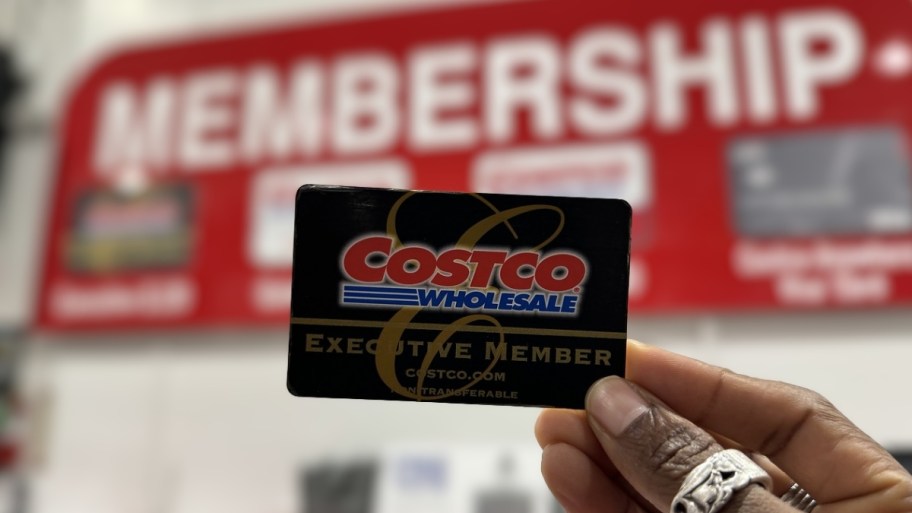 MEMBERSHIP
COSTCO
WHOLESALE
EXECUTIVE MEMBER
COSTCO.COM
NON-TRANSFERABLE